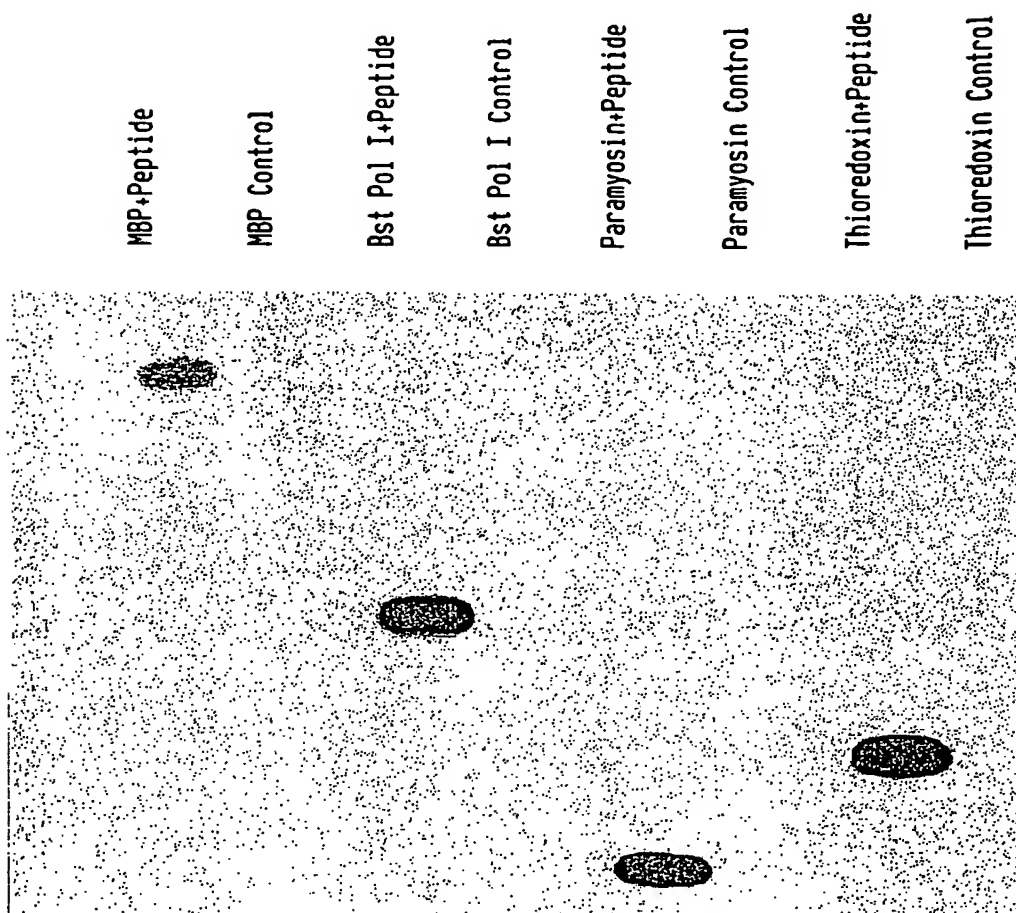 MBP+Peptide
MBP Control
Bst Pol I+Peptide
Bst Pol I Control
Paramyosin+Peptide
Paramyosin Control
Thioredoxin+Peptide
Thioredoxin Control